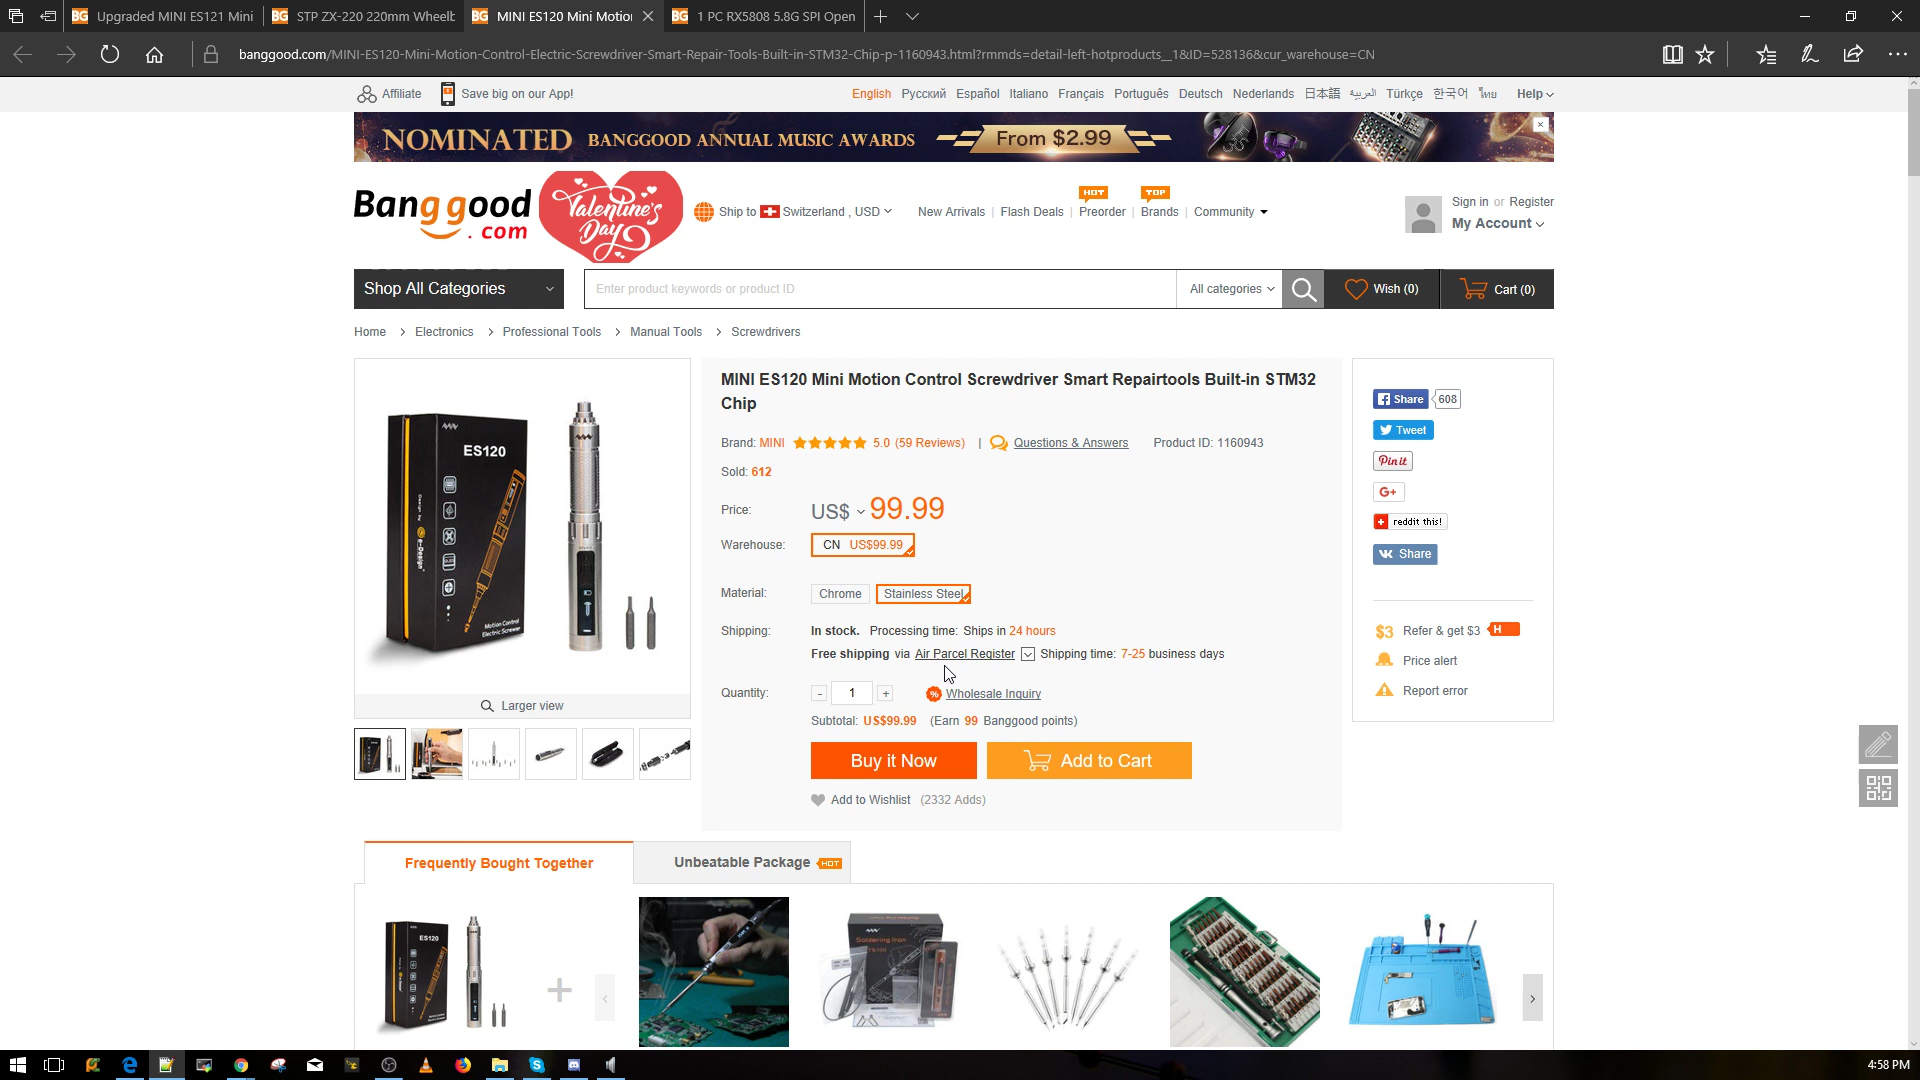 Upgraded MINI ES121 Mini
STP ZX-220 220mm Wheelb
MINI ES120 Mini Motion
1 PC RX5808 5.8G SPI Open
banggood.com/MINI-ES120-Mini-Motion-Control-Electric-Screwdriver-Smart-Repair-Tools-Built-in-STM32-Chip-p-1160943.html?rmmds=detail-left-hotproducts__1&ID=528136&cur_warehouse=CN
Affiliate Save big on our App! English Русский Español Italiano Français Português Deutsch Nederlands 日本語 العربية Türkçe 한국어 ไทย Help
NOMINATED BANGGOOD ANNUAL MUSIC AWARDS From $2.99
HOT TOP
Banggood.com Valentine's Day
Ship to Switzerland , USD New Arrivals Flash Deals Preorder Brands Community
Sign in or Register
My Account
Shop All Categories Enter product keywords or product ID All categories Wish (0) Cart (0)
Home > Electronics > Professional Tools > Manual Tools > Screwdrivers
MINI ES120 Mini Motion Control Screwdriver Smart Repairtools Built-in STM32
Chip
Brand: MINI 5.0 (59 Reviews) | Questions & Answers Product ID: 1160943
Sold: 612
Price: US$ 99.99
Warehouse: CN US$99.99
Material: Chrome Stainless Steel
Shipping: In stock. Processing time: Ships in 24 hours
Free shipping via Air Parcel Register Shipping time: 7-25 business days
Quantity: - 1 + % Wholesale Inquiry
Subtotal: US$99.99 (Earn 99 Banggood points)
Buy it Now Add to Cart
Add to Wishlist (2332 Adds)
Share 608
Tweet
Pin it
G+
reddit this!
Share
$3 Refer & get $3 H
Price alert
Report error
ES120
e-Design
Motion Control
Electric Screwer
Larger view
Frequently Bought Together Unbeatable Package HOT
ES120
Soldering Iron
4:58 PM